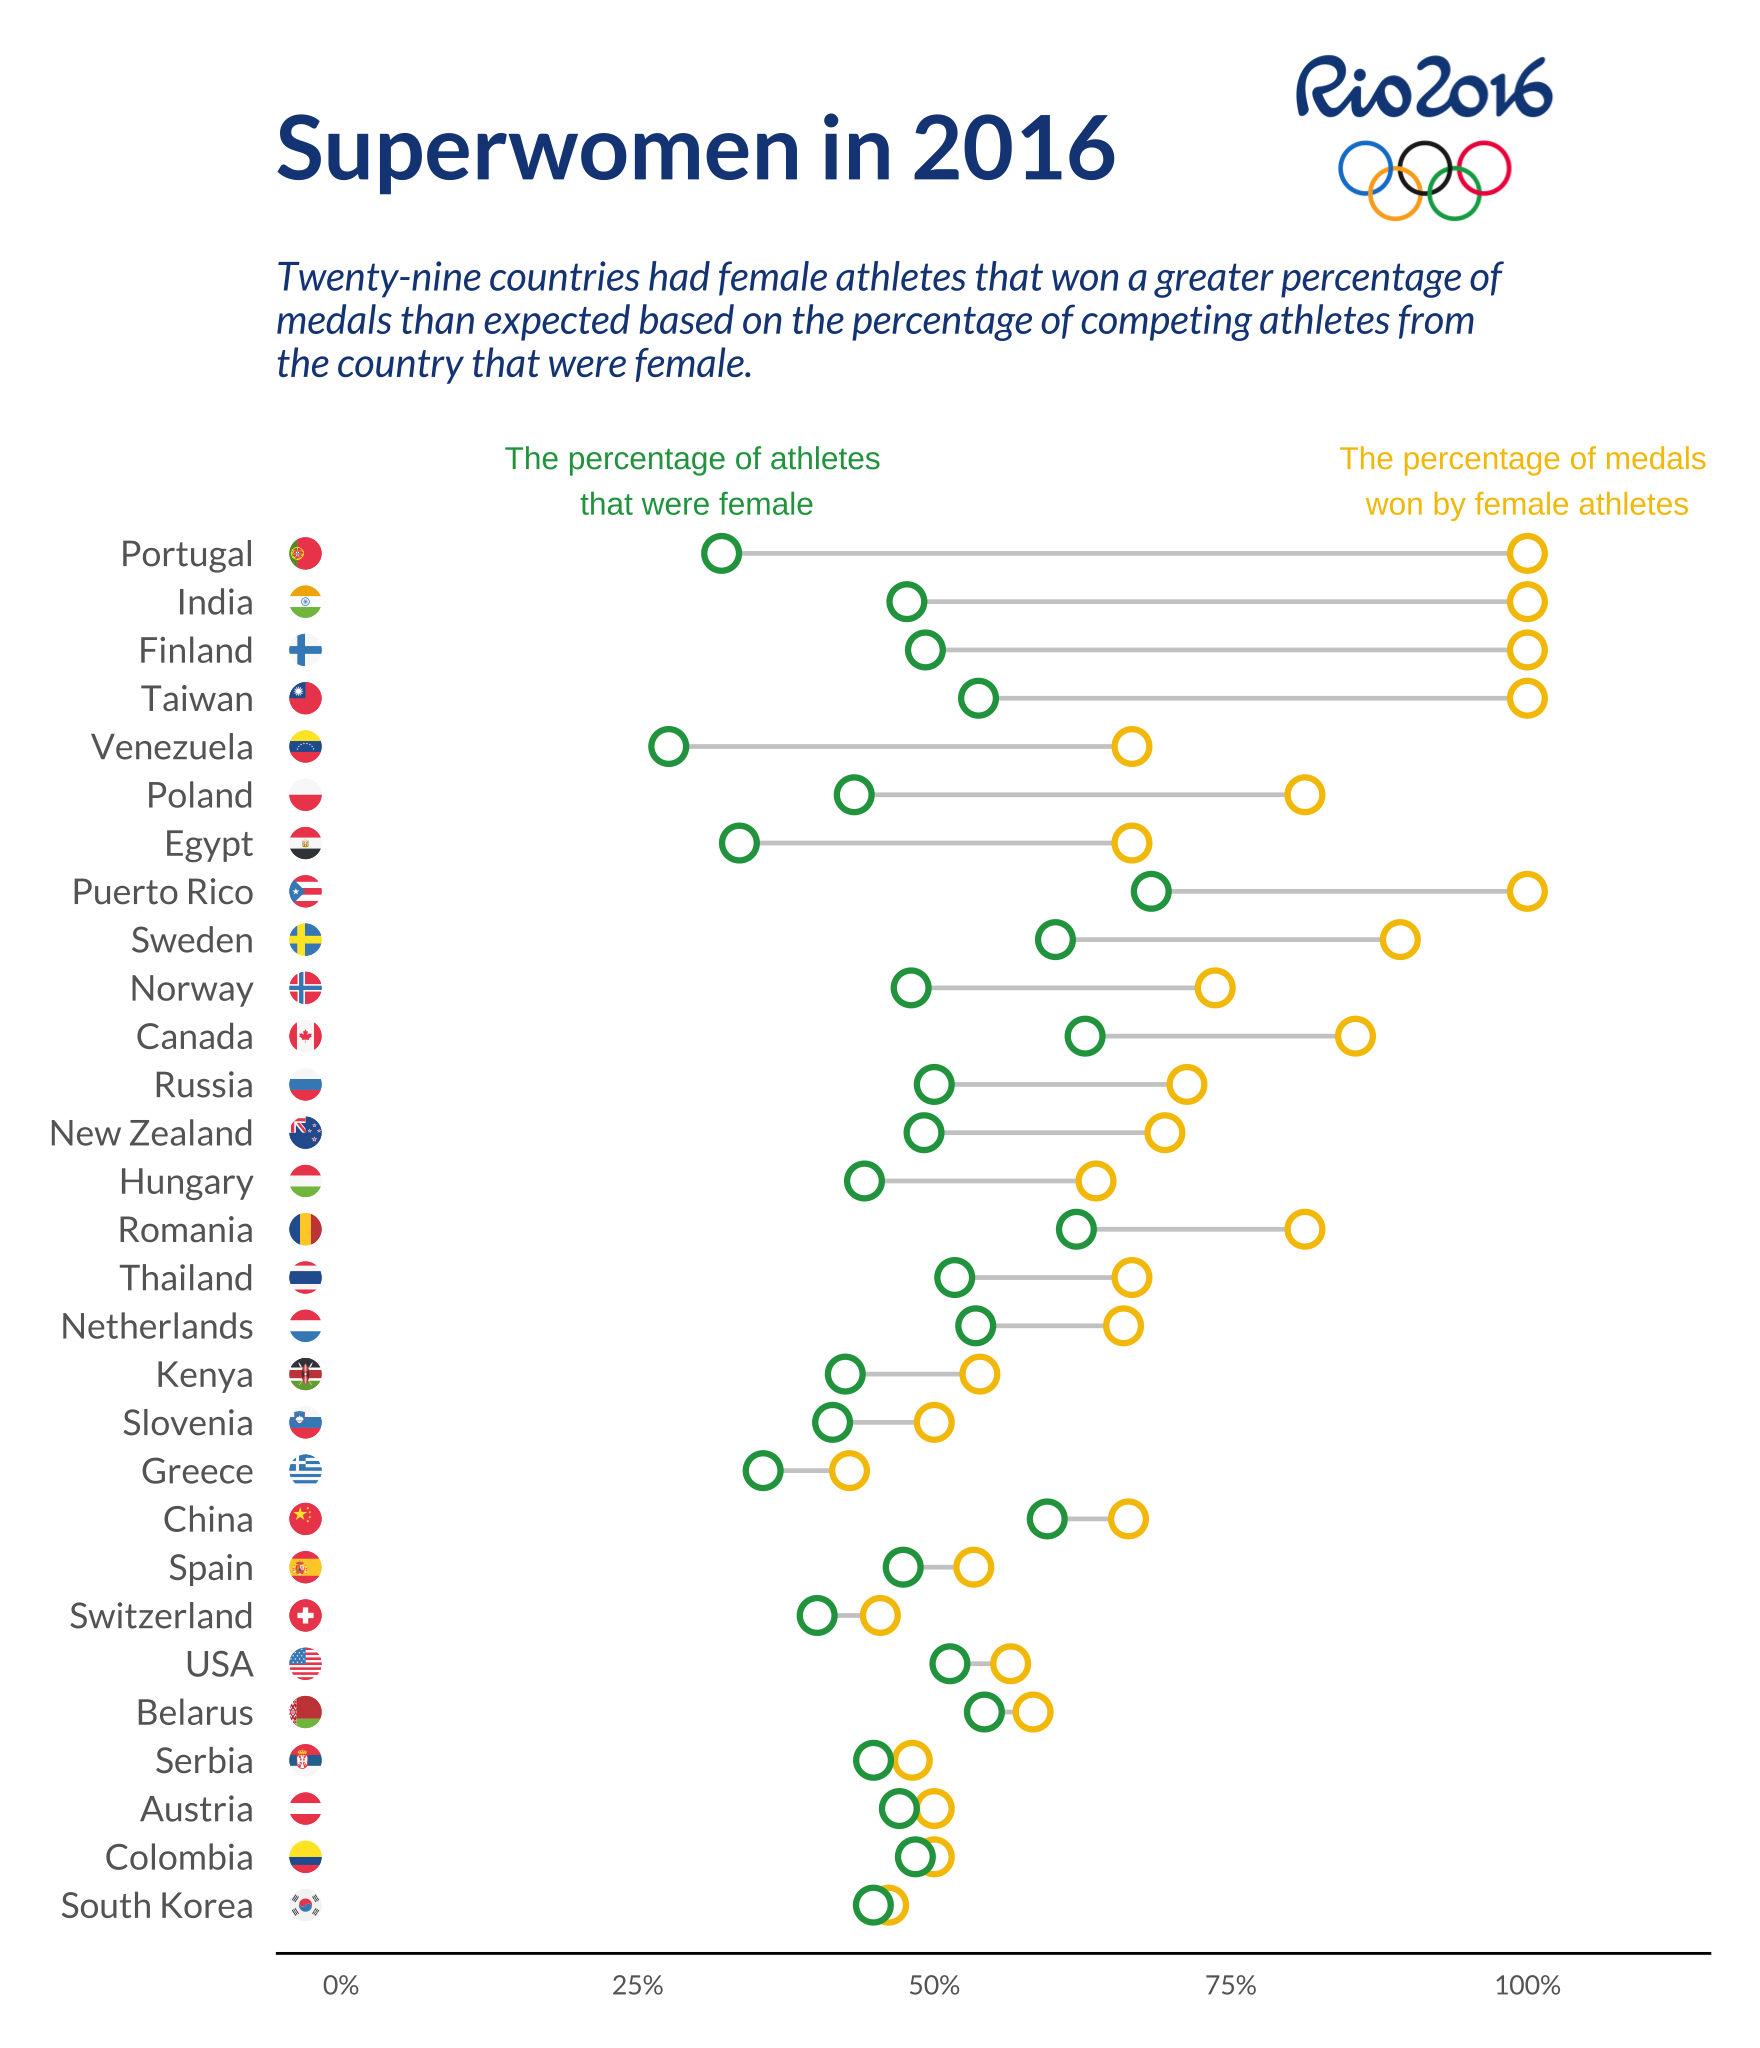 Rio2016
Superwomen in 2016
Twenty-nine countries had female athletes that won a greater percentage of
medals than expected based on the percentage of competing athletes from
the country that were female.
The percentage of athletes
that were female
The percentage of medals
won by female athletes
Portugal
India
Finland
Taiwan
Venezuela
Poland
Egypt
Puerto Rico
Sweden
Norway
Canada
Russia
New Zealand
Hungary
Romania
Thailand
Netherlands
Kenya
Slovenia
Greece
China
Spain
Switzerland
USA
Belarus
Serbia
Austria
Colombia
South Korea
0% 25% 50% 75% 100%